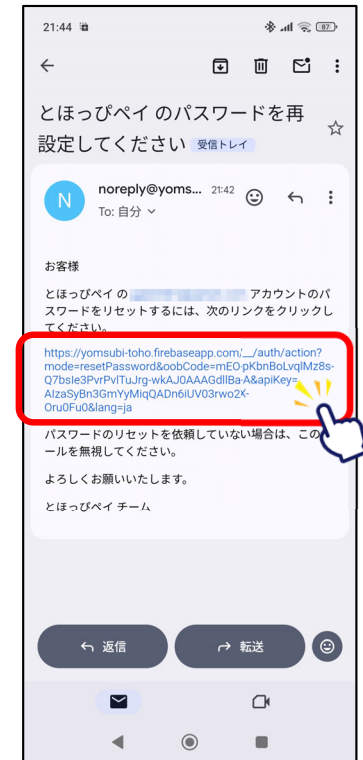 21:44
87
とほっぴペイ のパスワードを再
設定してください 受信トレイ
N
noreply@yoms... 21:42
To: 自分
お客様
とほっぴペイ の アカウントのパ
スワードをリセットするには、次のリンクをクリックし
てください。
https://yomsubi-toho.firebaseapp.com/__/auth/action?
mode=resetPassword&oobCode=mEO-pKbnBoLvqlMz8s-
Q7bsIe3PvrPvlTuJrg-wkAJ0AAAGdlIBa-A&apiKey=
AIzaSyBn3GmYyMiqQADn6iUV03rwo2X-
Oru0Fu0&lang=ja
パスワードのリセットを依頼していない場合は、この
ールを無視してください。
よろしくお願いいたします。
とほっぴペイ チーム
返信
転送